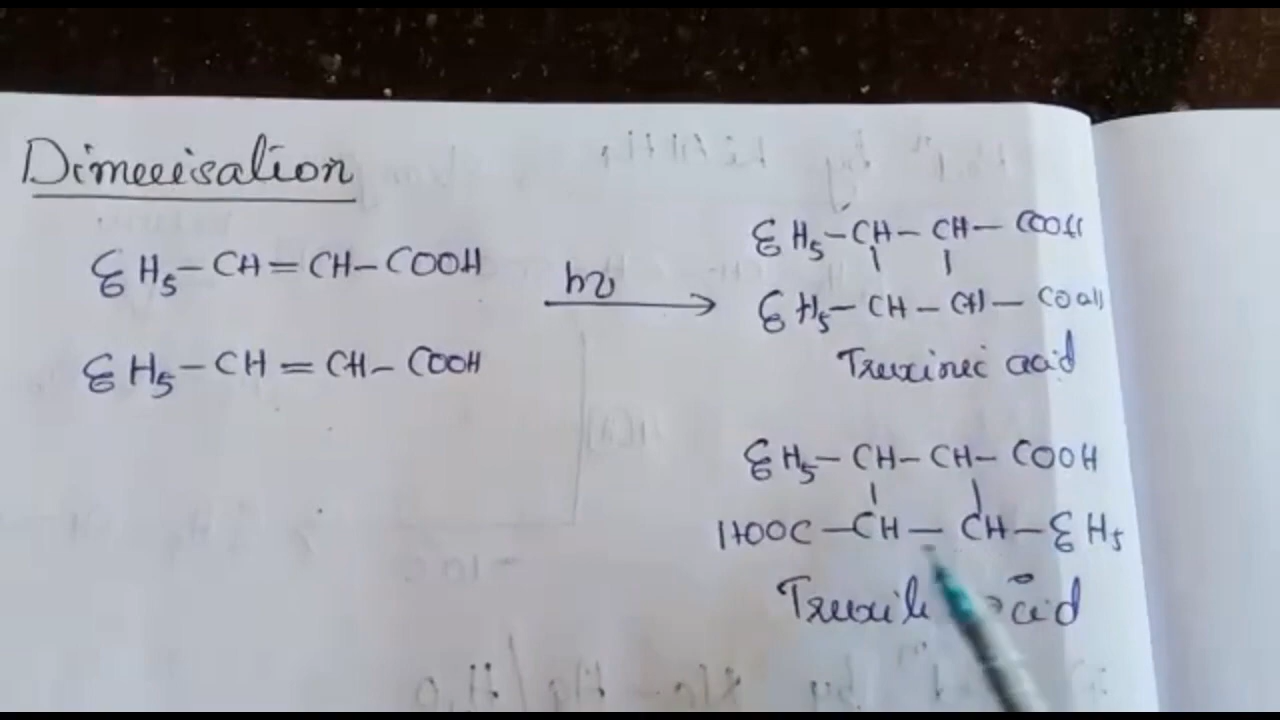 Dimerisation
C6H5-CH=CH-COOH
C6H5-CH=CH-COOH
hν
C6H5-CH-CH-COOH
C6H5-CH-CH-COOH
Truxinic acid
C6H5-CH-CH-COOH
HOOC-CH-CH-C6H5
acid